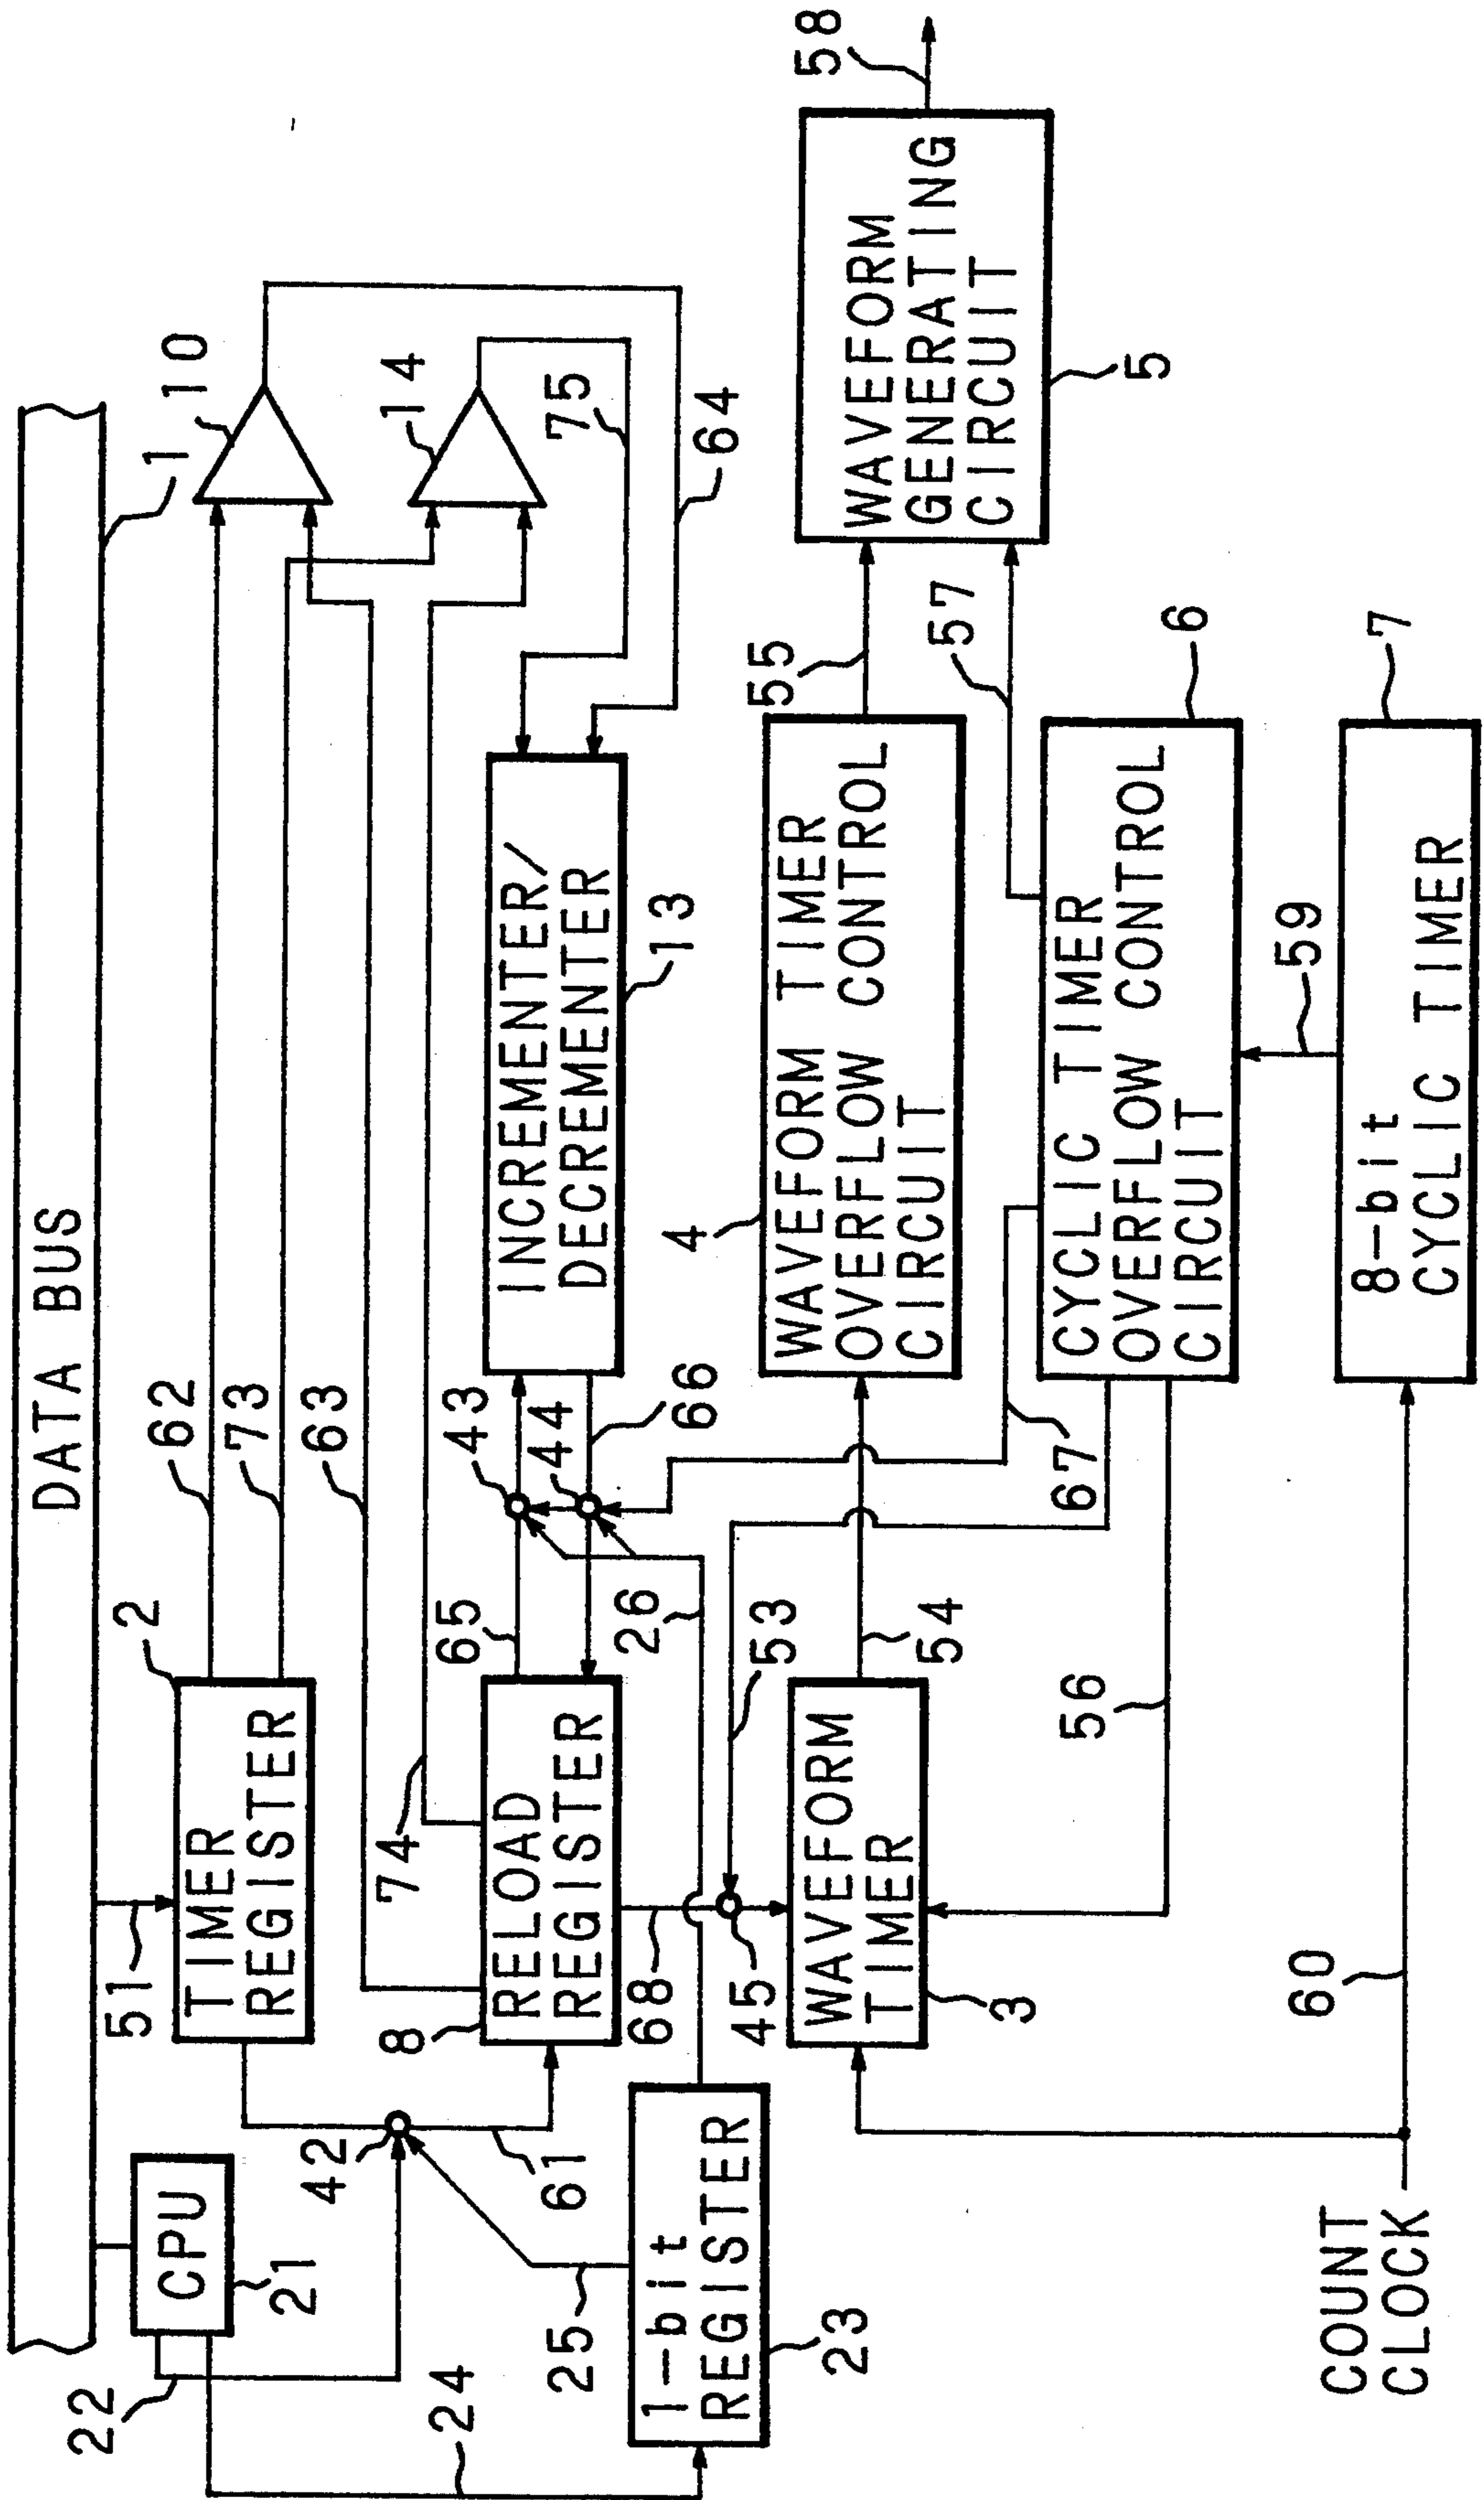 DATA BUS
1
CPU
21
22
24
51
TIMER
REGISTER
2
62
73
63
10
14
75
64
42
61
25
1-bit
REGISTER
23
8
RELOAD
REGISTER
74
65
43
44
66
26
68
45
53
INCREMENTER/
DECREMENTER
13
WAVEFORM
TIMER
3
54
56
67
4
WAVEFORM TIMER
OVERFLOW CONTROL
CIRCUIT
55
57
WAVEFORM
GENERATING
CIRCUIT
5
58
CYCLIC TIMER
OVERFLOW CONTROL
CIRCUIT
6
59
8-bit
CYCLIC TIMER
7
COUNT
CLOCK
60